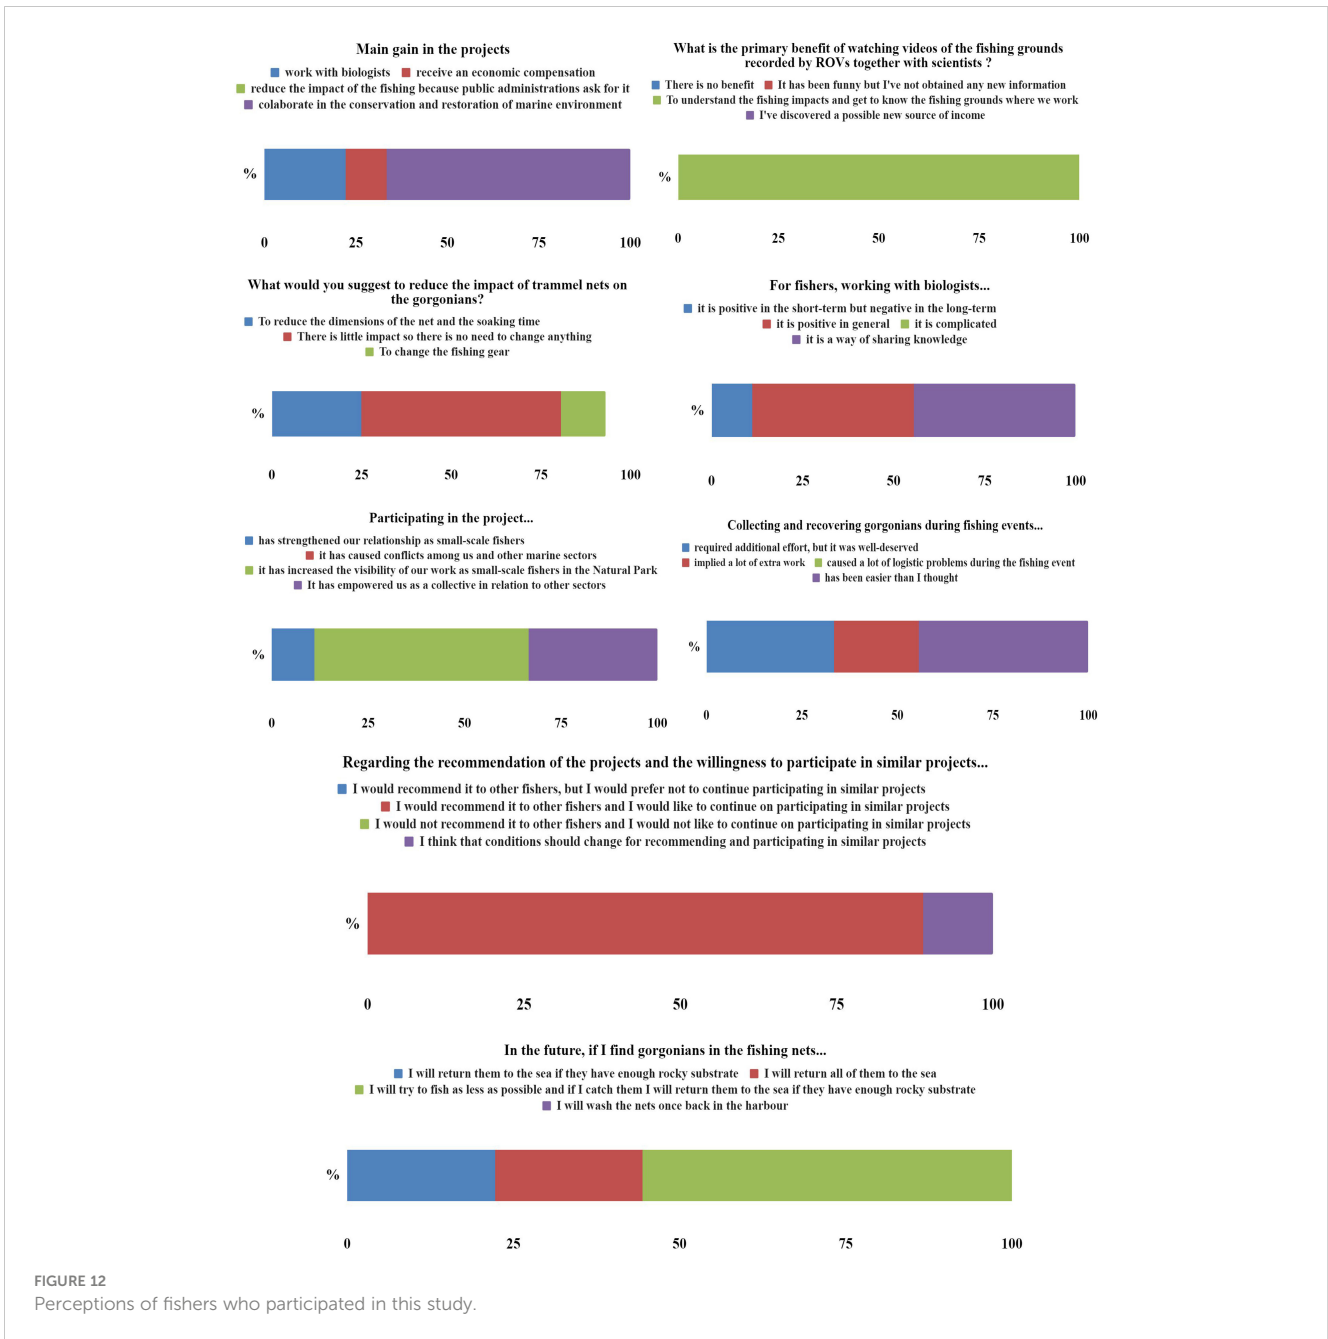 Main gain in the projects
work with biologists receive an economic compensation
reduce the impact of the fishing because public administrations ask for it
colaborate in the conservation and restoration of marine environment
%
0 25 50 75 100
What is the primary benefit of watching videos of the fishing grounds
recorded by ROVs together with scientists ?
There is no benefit It has been funny but I've not obtained any new information
To understand the fishing impacts and get to know the fishing grounds where we work
I've discovered a possible new source of income
%
0 25 50 75 100
What would you suggest to reduce the impact of trammel nets on
the gorgonians?
To reduce the dimensions of the net and the soaking time
There is little impact so there is no need to change anything
To change the fishing gear
%
0 25 50 75 100
For fishers, working with biologists...
it is positive in the short-term but negative in the long-term
it is positive in general it is complicated
it is a way of sharing knowledge
%
0 25 50 75 100
Participating in the project...
has strengthened our relationship as small-scale fishers
it has caused conflicts among us and other marine sectors
it has increased the visibility of our work as small-scale fishers in the Natural Park
It has empowered us as a collective in relation to other sectors
%
0 25 50 75 100
Collecting and recovering gorgonians during fishing events...
required additional effort, but it was well-deserved
implied a lot of extra work caused a lot of logistic problems during the fishing event
has been easier than I thought
%
0 25 50 75 100
Regarding the recommendation of the projects and the willingness to participate in similar projects...
I would recommend it to other fishers, but I would prefer not to continue participating in similar projects
I would recommend it to other fishers and I would like to continue on participating in similar projects
I would not recommend it to other fishers and I would not like to continue on participating in similar projects
I think that conditions should change for recommending and participating in similar projects
%
0 25 50 75 100
In the future, if I find gorgonians in the fishing nets...
I will return them to the sea if they have enough rocky substrate I will return all of them to the sea
I will try to fish as less as possible and if I catch them I will return them to the sea if they have enough rocky substrate
I will wash the nets once back in the harbour
%
0 25 50 75 100
FIGURE 12
Perceptions of fishers who participated in this study.